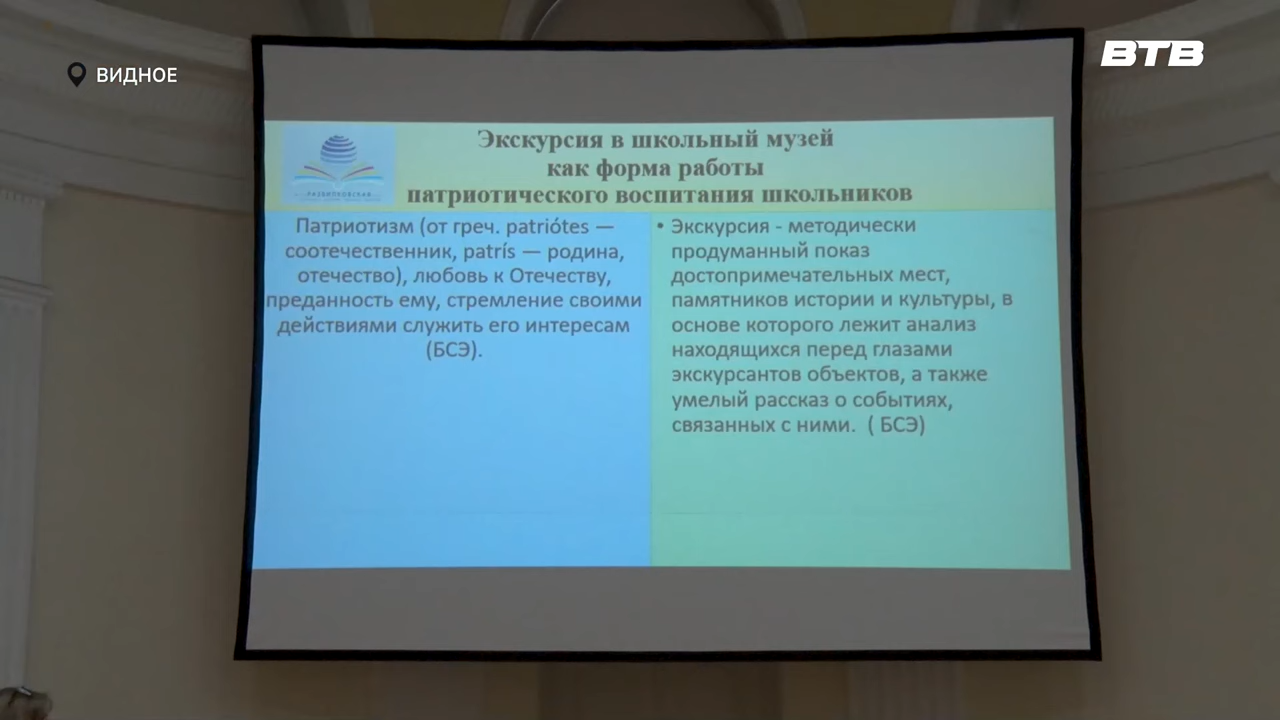 ВИДНОЕ
ВТВ
Экскурсия в школьный музей
как форма работы
патриотического воспитания школьников
РАЗВИЛКОВСКАЯ
Патриотизм (от греч. patriótes —
соотечественник, patrís — родина,
отечество), любовь к Отечеству,
преданность ему, стремление своими
действиями служить его интересам
(БСЭ).
• Экскурсия - методически
продуманный показ
достопримечательных мест,
памятников истории и культуры, в
основе которого лежит анализ
находящихся перед глазами
экскурсантов объектов, а также
умелый рассказ о событиях,
связанных с ними. ( БСЭ)